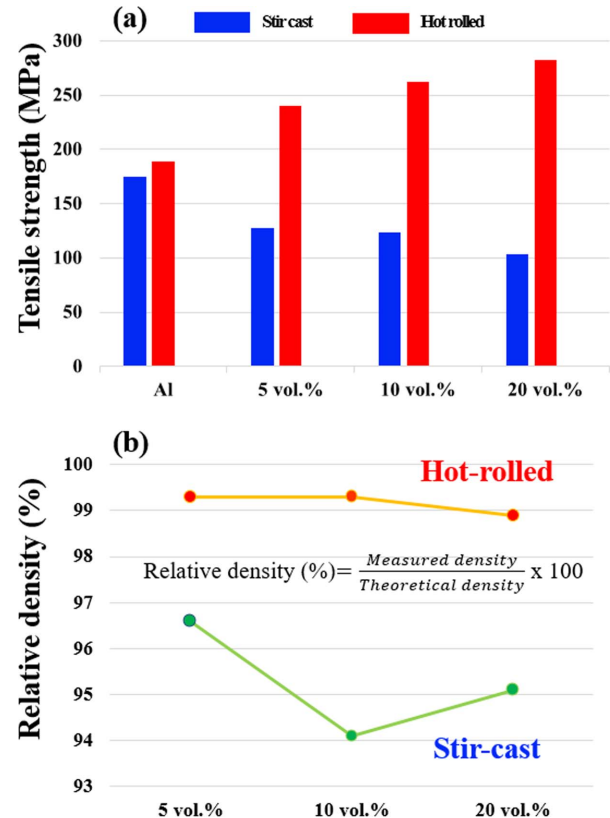 (a)
Stir cast
Hot rolled
Tensile strength (MPa)
300
250
200
150
100
50
0
Al
5 vol.%
10 vol.%
20 vol.%
(b)
Relative density (%)
100
99
98
97
96
95
94
93
Hot-rolled
Relative density (%)= Measured density / Theoretical density x 100
Stir-cast
5 vol.%
10 vol.%
20 vol.%